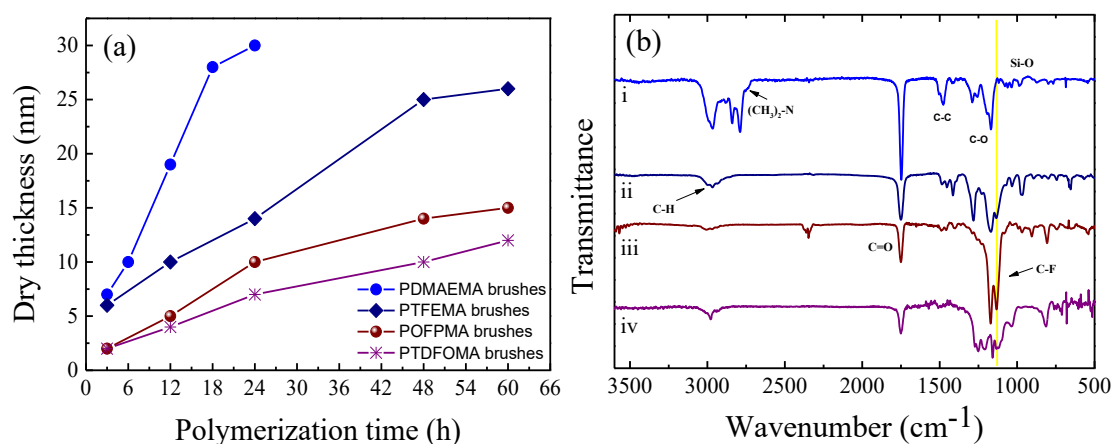 (a)
30
25
20
15
10
5
0
Dry thickness (nm)
PDMAEMA brushes
PTFEMA brushes
POFPMA brushes
PTDFOMA brushes
0 6 12 18 24 30 36 42 48 54 60 66
Polymerization time (h)
(b)
Transmittance
i
(CH₃)₂-N
C-C
C-O
Si-O
ii
C-H
iii
C=O
C-F
iv
3500 3000 2500 2000 1500 1000 500
Wavenumber (cm⁻¹)